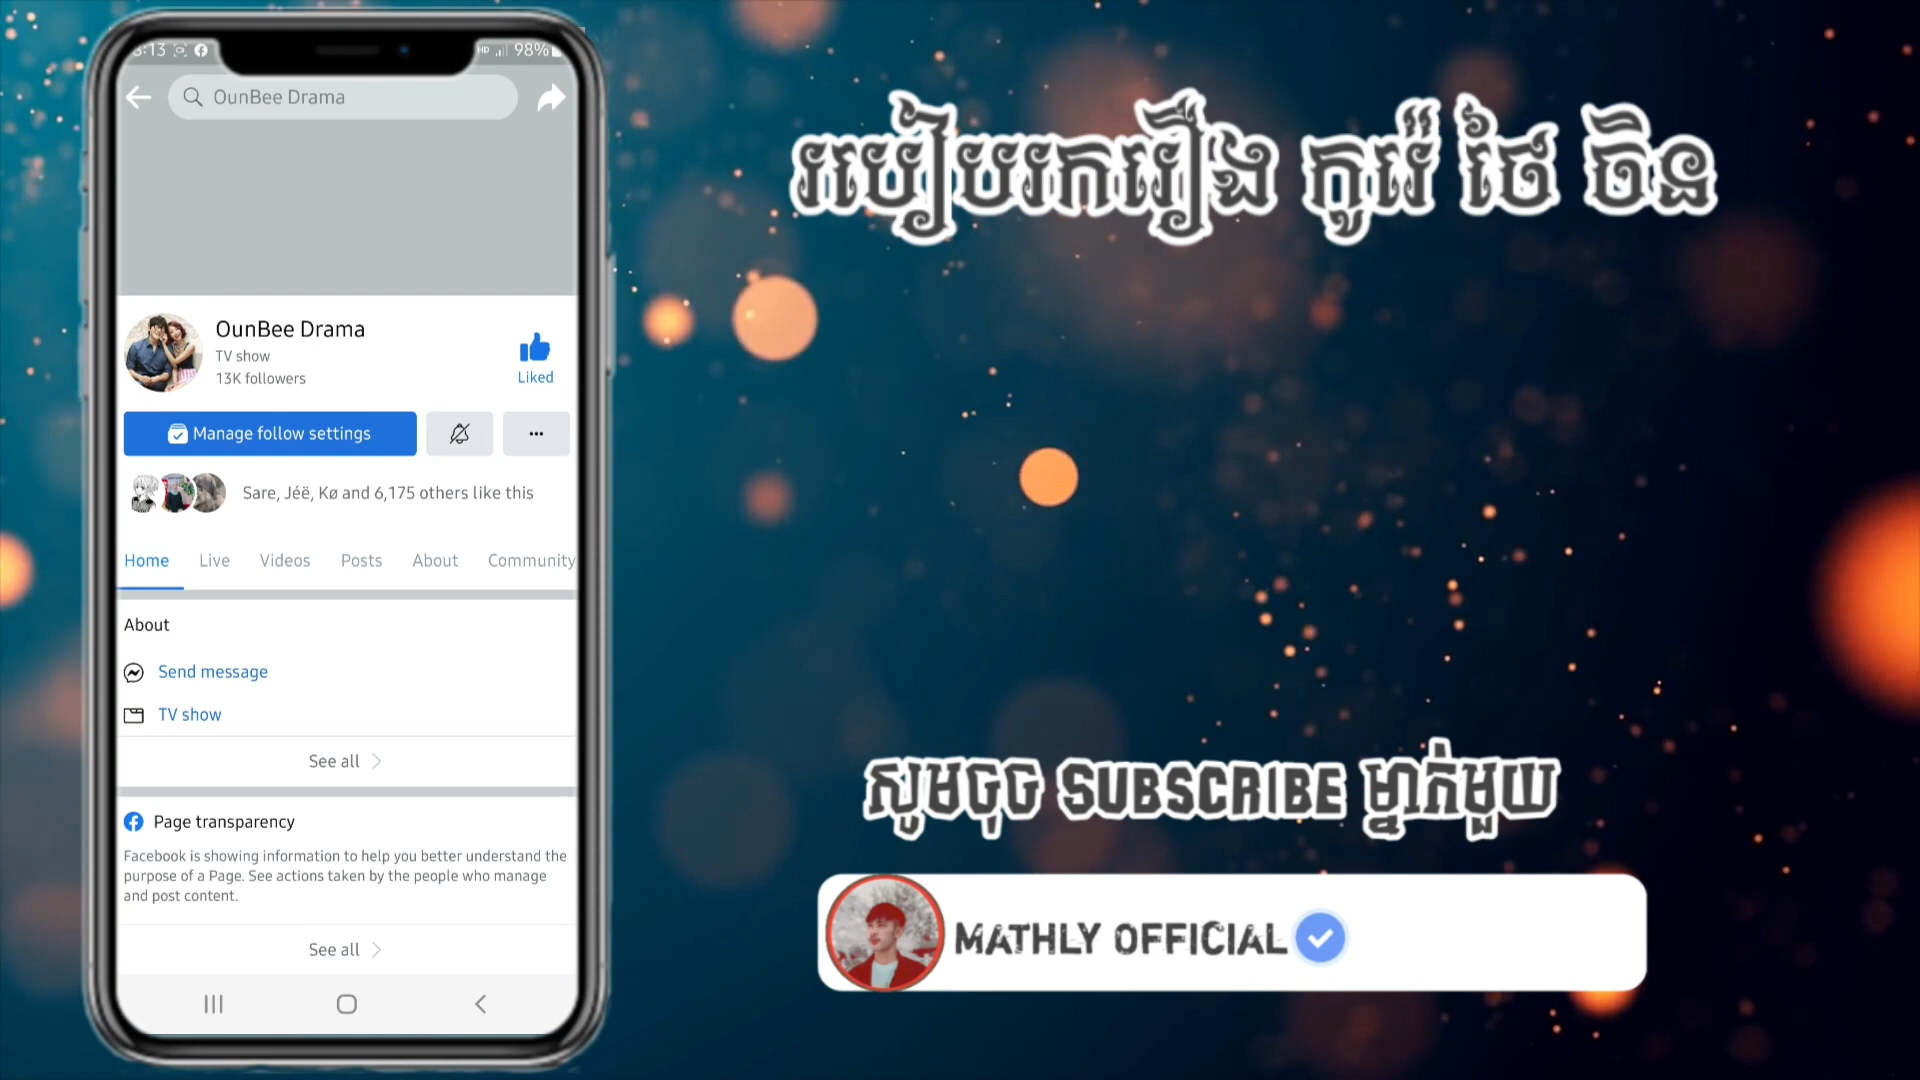 8:13
HD 98%
OunBee Drama
OunBee Drama
TV show
13K followers
Liked
Manage follow settings
Sare, Jéë, Kø and 6,175 others like this
Home Live Videos Posts About Community
About
Send message
TV show
See all
Page transparency
Facebook is showing information to help you better understand the
purpose of a Page. See actions taken by the people who manage
and post content.
See all
របៀបរករឿង កូរ៉េ ថៃ ចិន
សូមចុច SUBSCRIBE ម្នាក់មួយ
MATHLY OFFICIAL